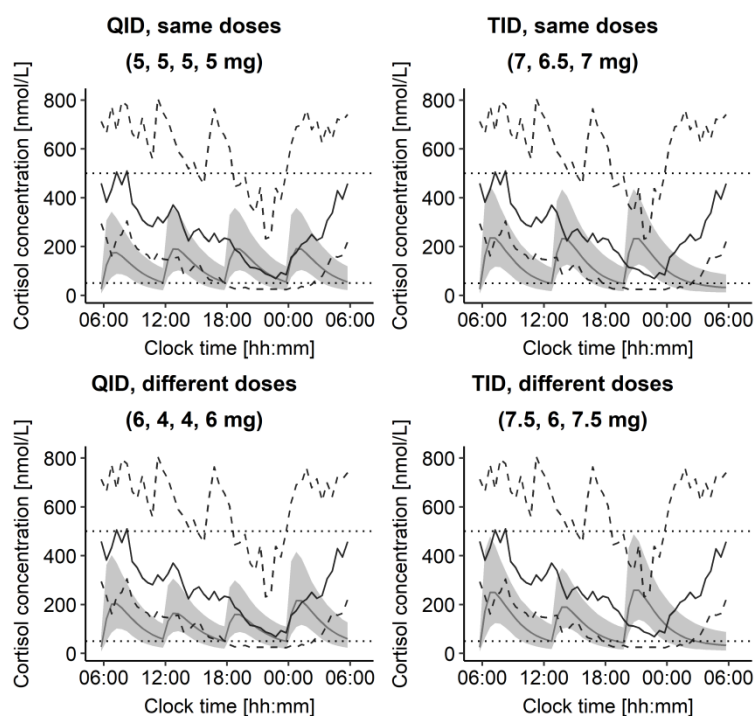 QID, same doses
(5, 5, 5, 5 mg)
TID, same doses
(7, 6.5, 7 mg)
Cortisol concentration [nmol/L]
800
600
400
200
0
06:00 12:00 18:00 00:00 06:00
Clock time [hh:mm]
Cortisol concentration [nmol/L]
800
600
400
200
0
06:00 12:00 18:00 00:00 06:00
Clock time [hh:mm]
QID, different doses
(6, 4, 4, 6 mg)
TID, different doses
(7.5, 6, 7.5 mg)
Cortisol concentration [nmol/L]
800
600
400
200
0
06:00 12:00 18:00 00:00 06:00
Clock time [hh:mm]
Cortisol concentration [nmol/L]
800
600
400
200
0
06:00 12:00 18:00 00:00 06:00
Clock time [hh:mm]